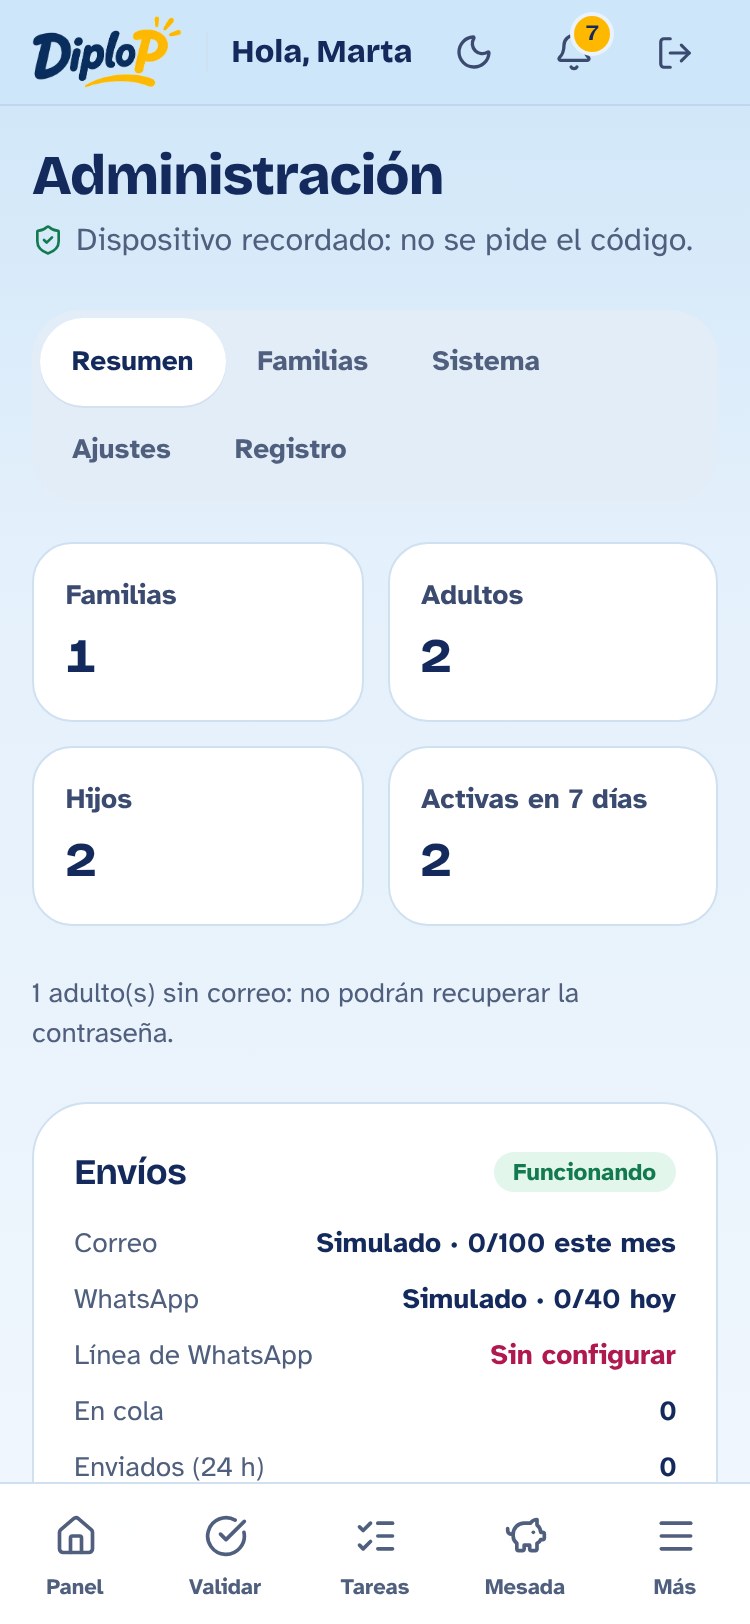 DiploP
Hola, Marta
7
Administración
Dispositivo recordado: no se pide el código.
Resumen
Familias
Sistema
Ajustes
Registro
Familias
1
Adultos
2
Hijos
2
Activas en 7 días
2
1 adulto(s) sin correo: no podrán recuperar la
contraseña.
Envíos
Funcionando
Correo
Simulado · 0/100 este mes
WhatsApp
Simulado · 0/40 hoy
Línea de WhatsApp
Sin configurar
En cola
0
Enviados (24 h)
0
Panel
Validar
Tareas
Mesada
Más